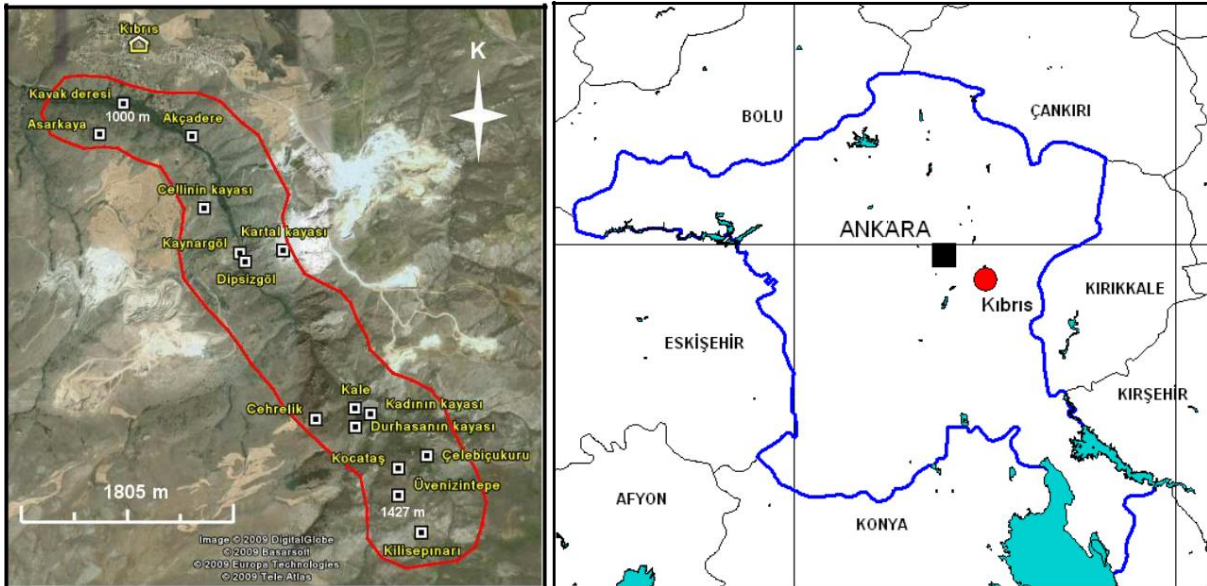 Kıbrıs
K
Kavak deresi
1000 m
Asarkaya
Akçadere
Cellinin kayası
Kaynargöl
Kartal kayası
Dipsizgöl
Kale
Cehrelik
Kadının kayası
Durhasanın kayası
Kocataş
Çelebiçukuru
Üvenizintepe
1427 m
Kilisepınarı
1805 m
Image © 2009 DigitalGlobe
© 2009 Basarsoft
© 2009 Europa Technologies
© 2009 Tele Atlas
BOLU
ÇANKIRI
ANKARA
Kıbrıs
KIRIKKALE
ESKİŞEHİR
KIRŞEHİR
AFYON
KONYA